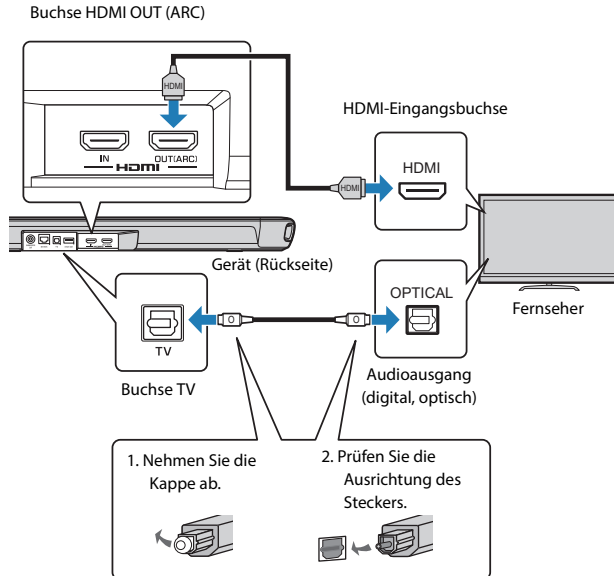 Buchse HDMI OUT (ARC)
HDMI
IN
OUT(ARC)
HDMI
HDMI-Eingangsbuchse
HDMI
HDMI
Gerät (Rückseite)
Fernseher
TV
OPTICAL
Buchse TV
Audioausgang
(digital, optisch)
1. Nehmen Sie die
Kappe ab.
2. Prüfen Sie die
Ausrichtung des
Steckers.